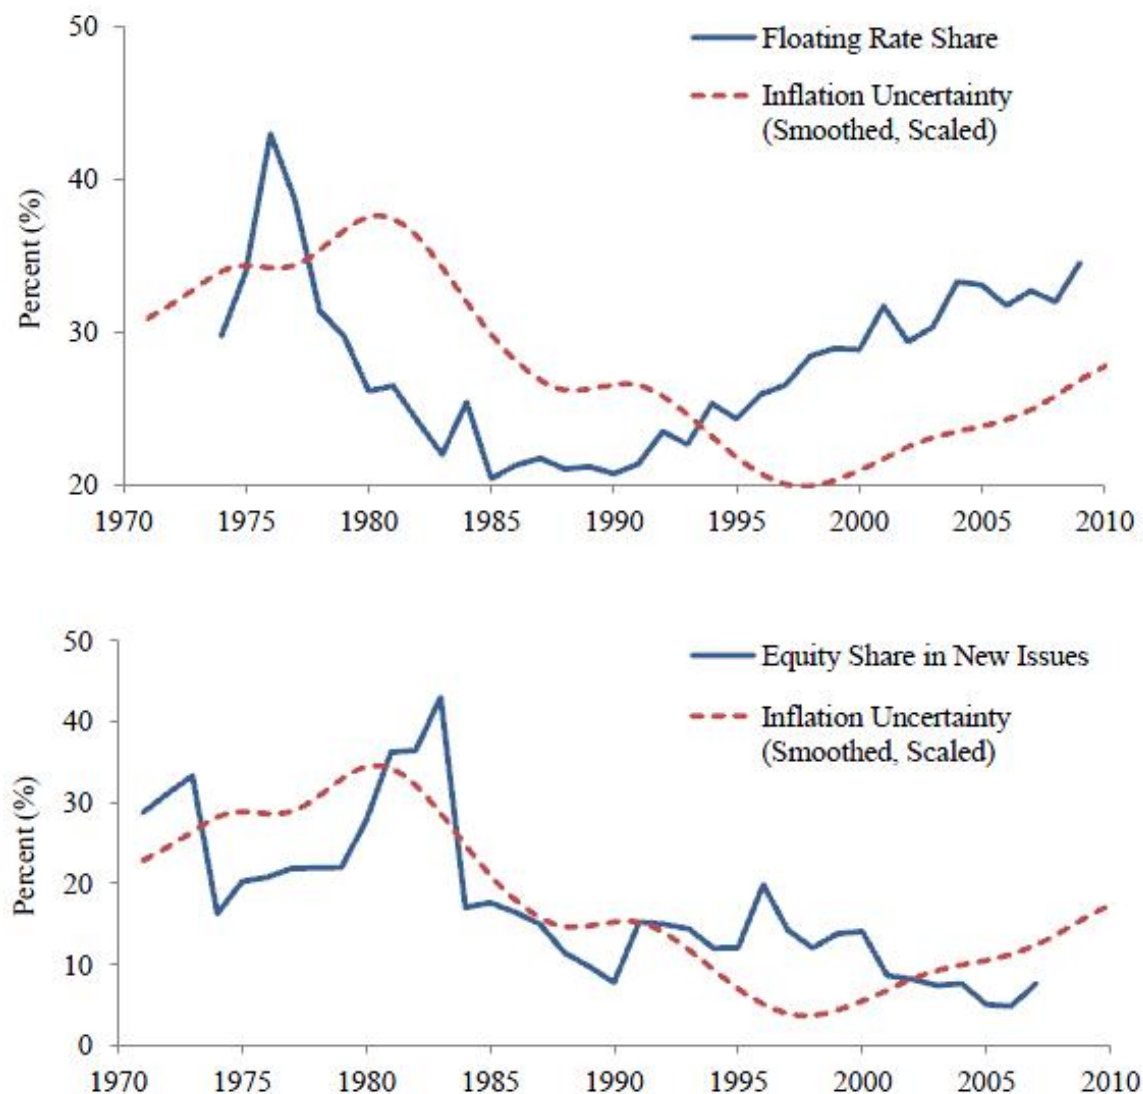 50
Floating Rate Share
Inflation Uncertainty
(Smoothed, Scaled)
40
Percent (%)
30
20
1970 1975 1980 1985 1990 1995 2000 2005 2010
50
Equity Share in New Issues
40
Inflation Uncertainty
(Smoothed, Scaled)
30
Percent (%)
20
10
0
1970 1975 1980 1985 1990 1995 2000 2005 2010